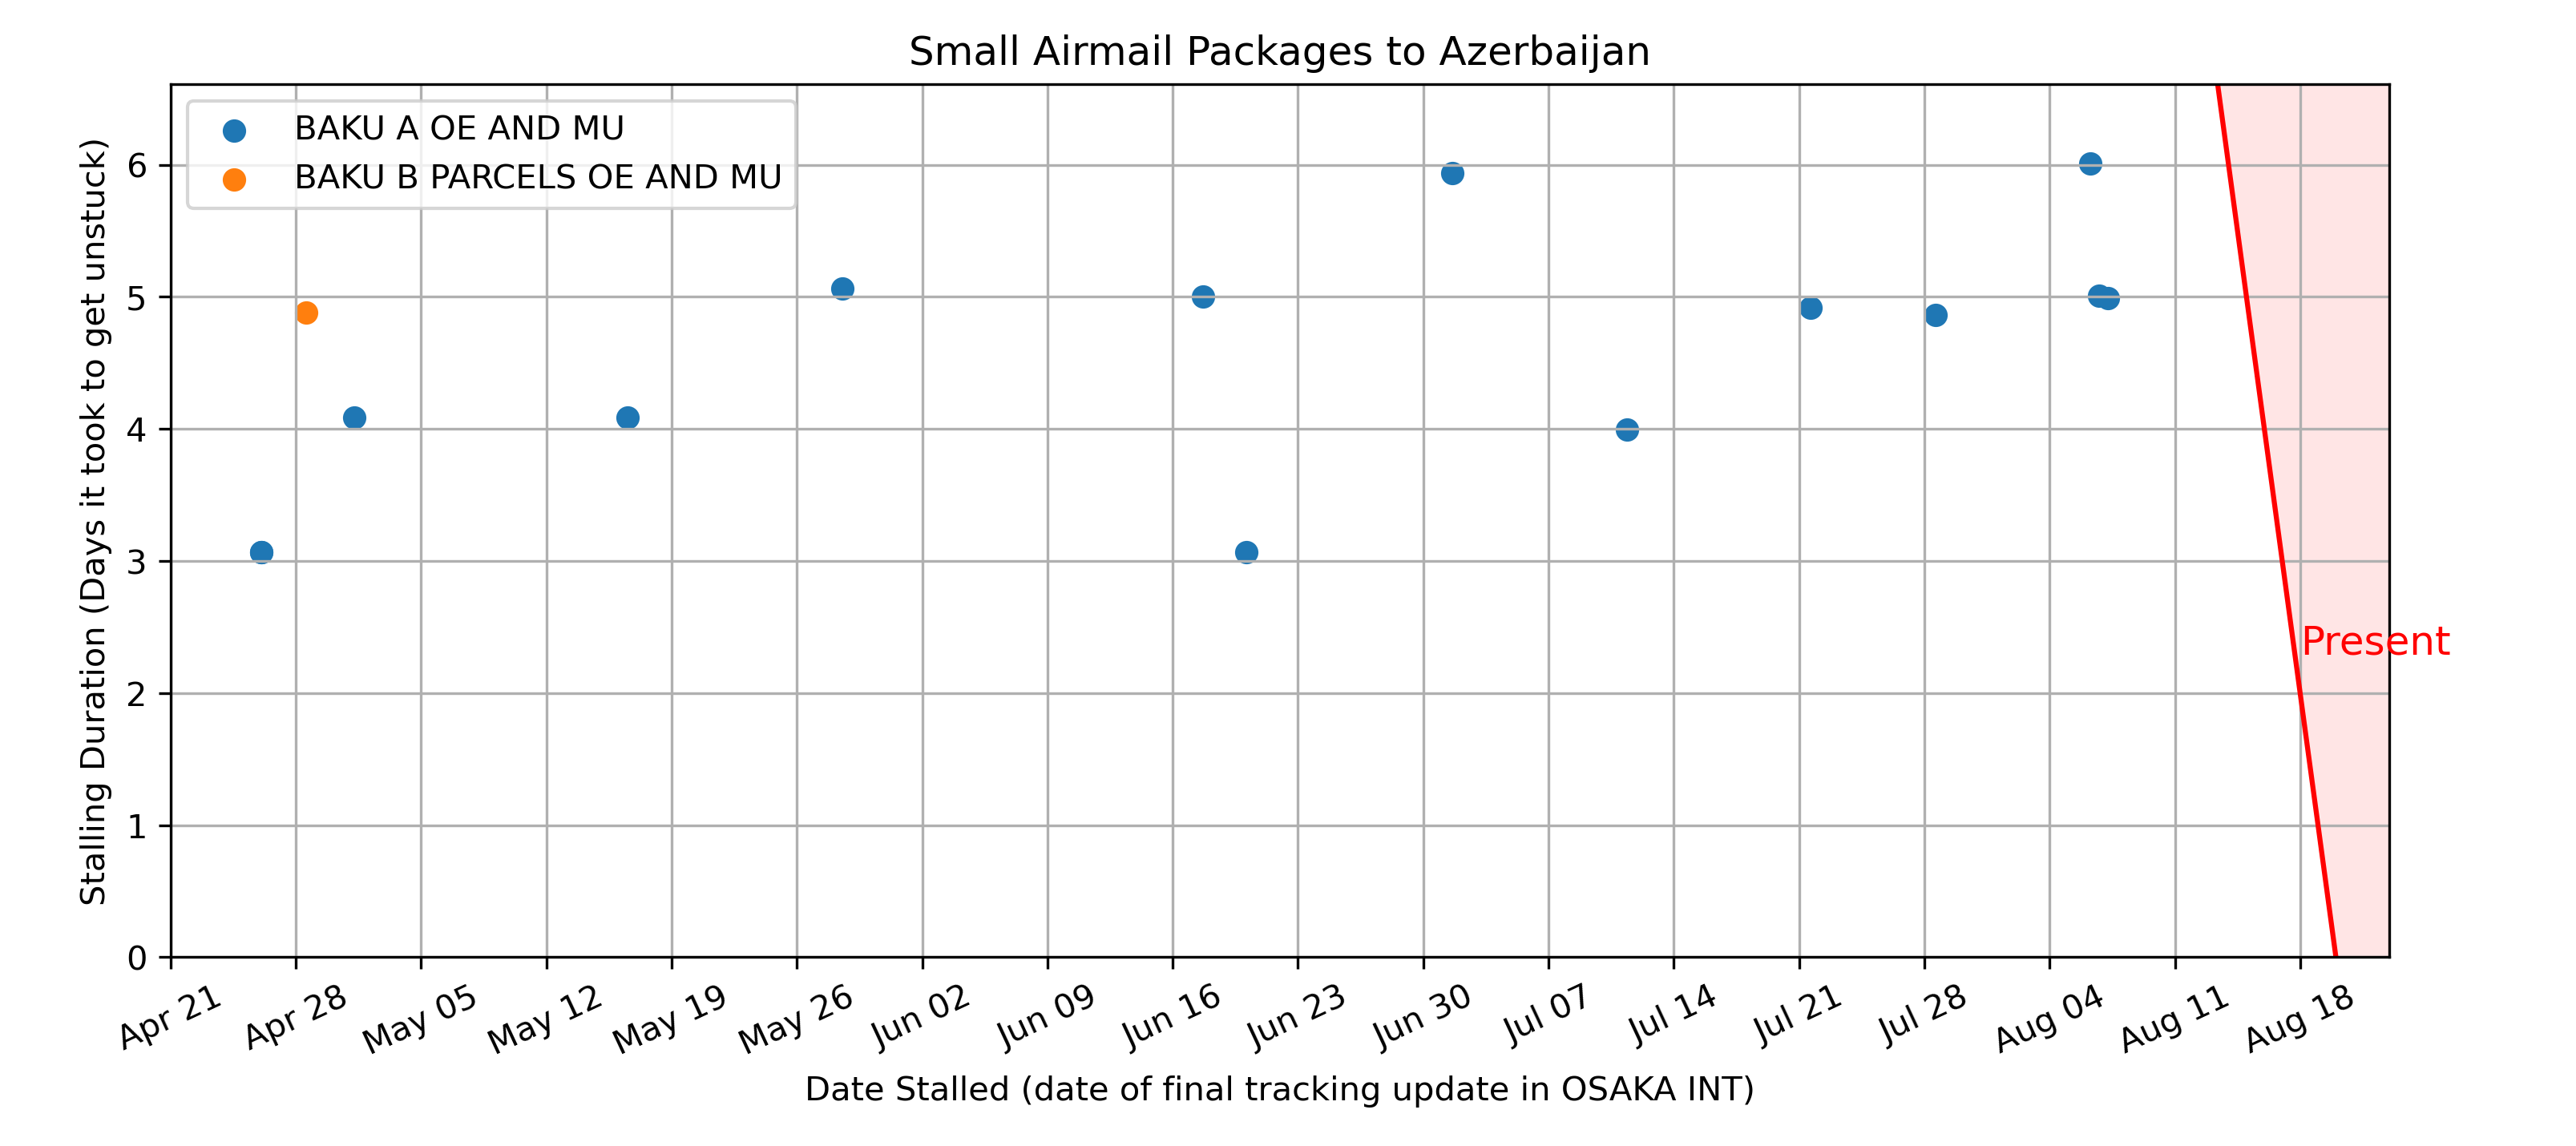 Small Airmail Packages to Azerbaijan
BAKU A OE AND MU
BAKU B PARCELS OE AND MU
Stalling Duration (Days it took to get unstuck)
6
5
4
3
2
1
0
Present
Apr 21
Apr 28
May 05
May 12
May 19
May 26
Jun 02
Jun 09
Jun 16
Jun 23
Jun 30
Jul 07
Jul 14
Jul 21
Jul 28
Aug 04
Aug 11
Aug 18
Date Stalled (date of final tracking update in OSAKA INT)